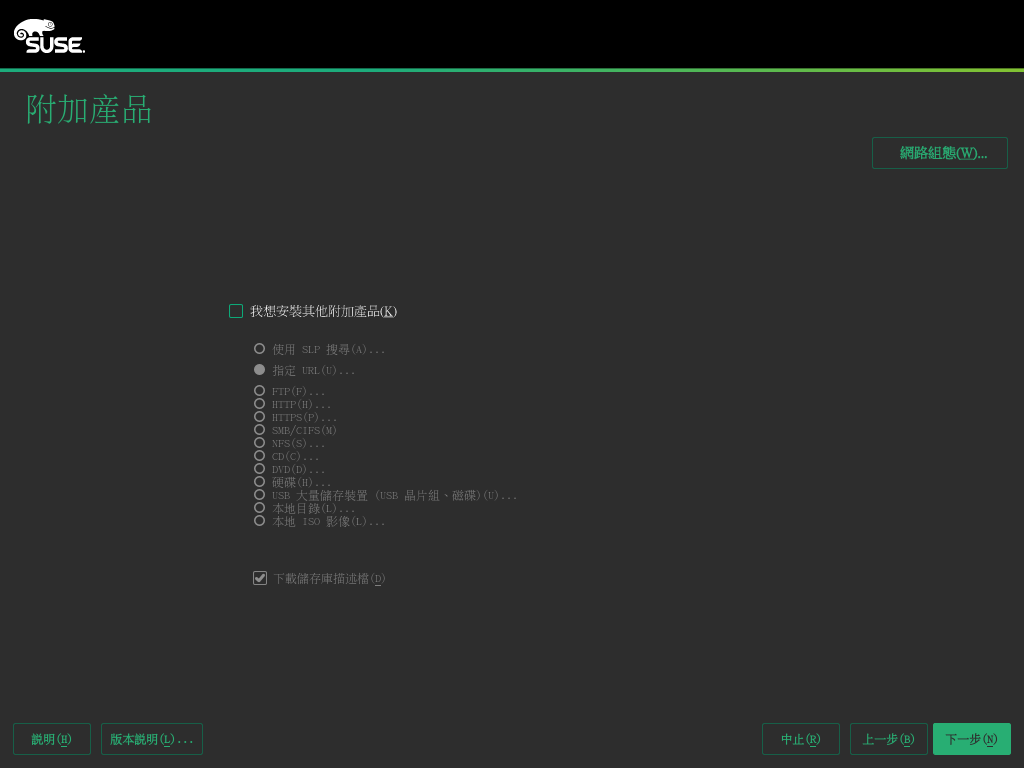 SUSE
附加産品
網路組態(W)...
我想安裝其他附加產品(K)
使用 SLP 搜尋(A)...
指定 URL(U)...
FTP(F)...
HTTP(H)...
HTTPS(P)...
SMB/CIFS(M)
NFS(S)...
CD(C)...
DVD(D)...
硬碟(H)...
USB 大量儲存裝置 (USB 晶片組、磁碟)(U)...
本地目錄(L)...
本地 ISO 影像(L)...
下載儲存庫描述檔(D)
説明(H) 版本説明(L)... 中止(R) 上一步(B) 下一步(N)